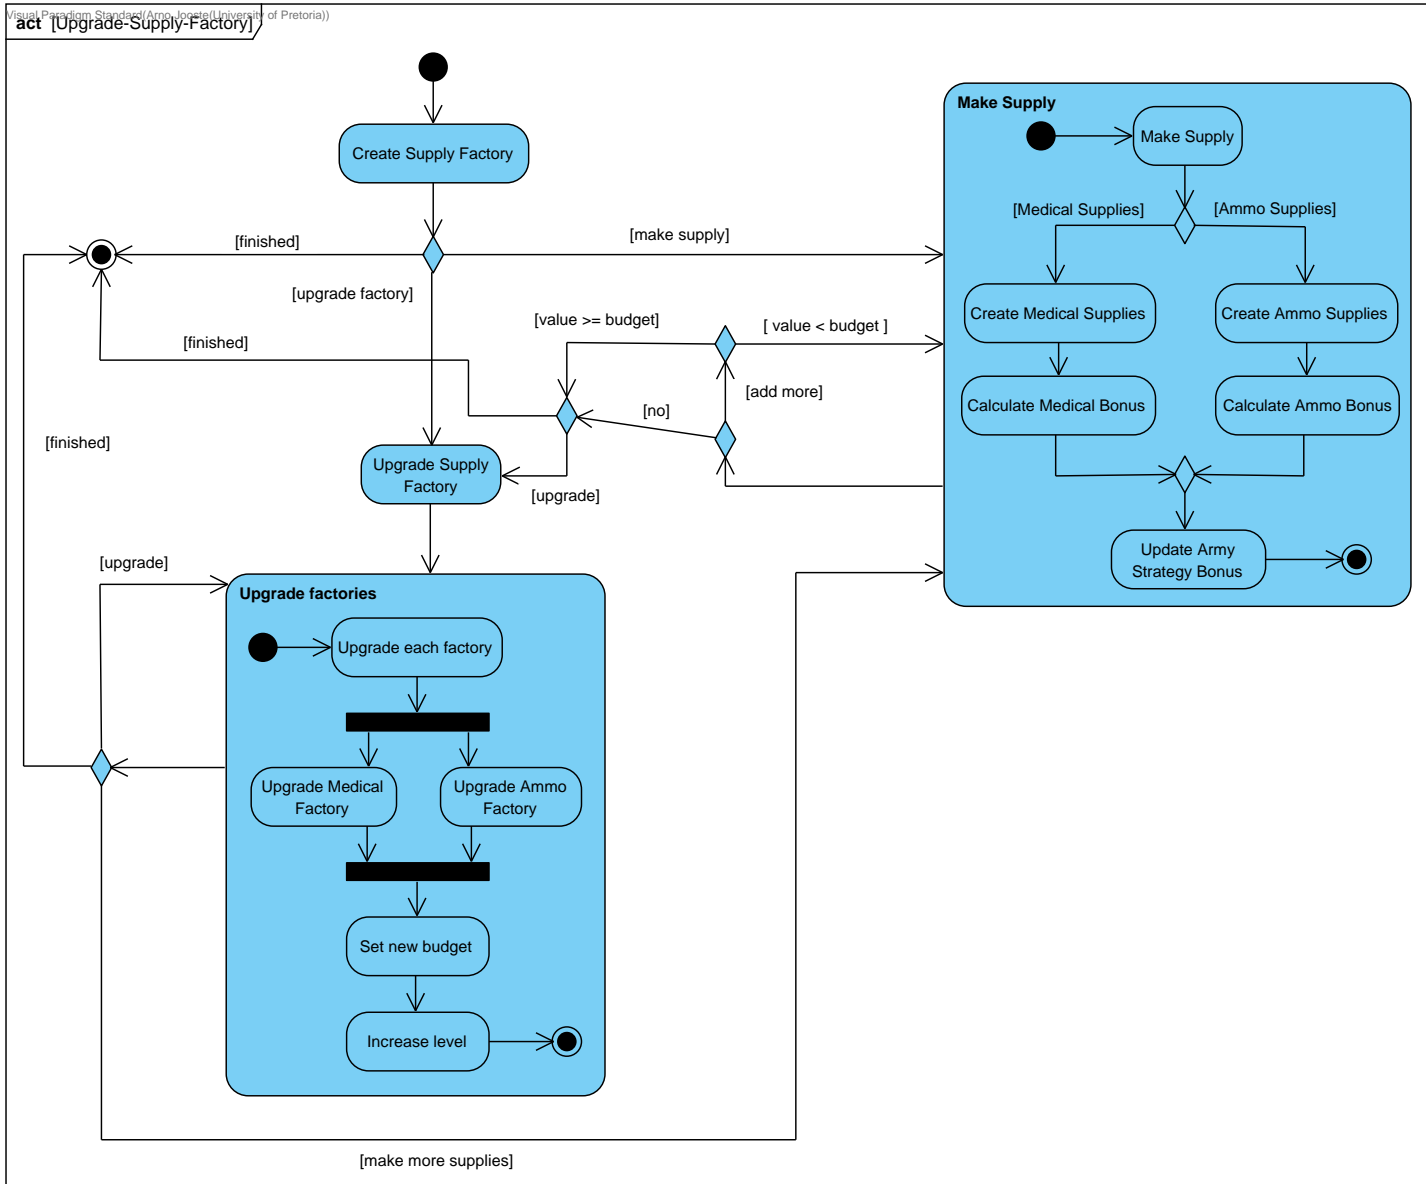 Visual Paradigm Standard(Arno Jooste(University of Pretoria))
act [Upgrade-Supply-Factory]
Create Supply Factory
[finished]
[make supply]
[upgrade factory]
[finished]
[value >= budget]
[ value < budget ]
[add more]
[no]
[finished]
Upgrade Supply
Factory
[upgrade]
[upgrade]
Make Supply
Make Supply
[Medical Supplies]
[Ammo Supplies]
Create Medical Supplies
Create Ammo Supplies
Calculate Medical Bonus
Calculate Ammo Bonus
Update Army
Strategy Bonus
Upgrade factories
Upgrade each factory
Upgrade Medical
Factory
Upgrade Ammo
Factory
Set new budget
Increase level
[make more supplies]